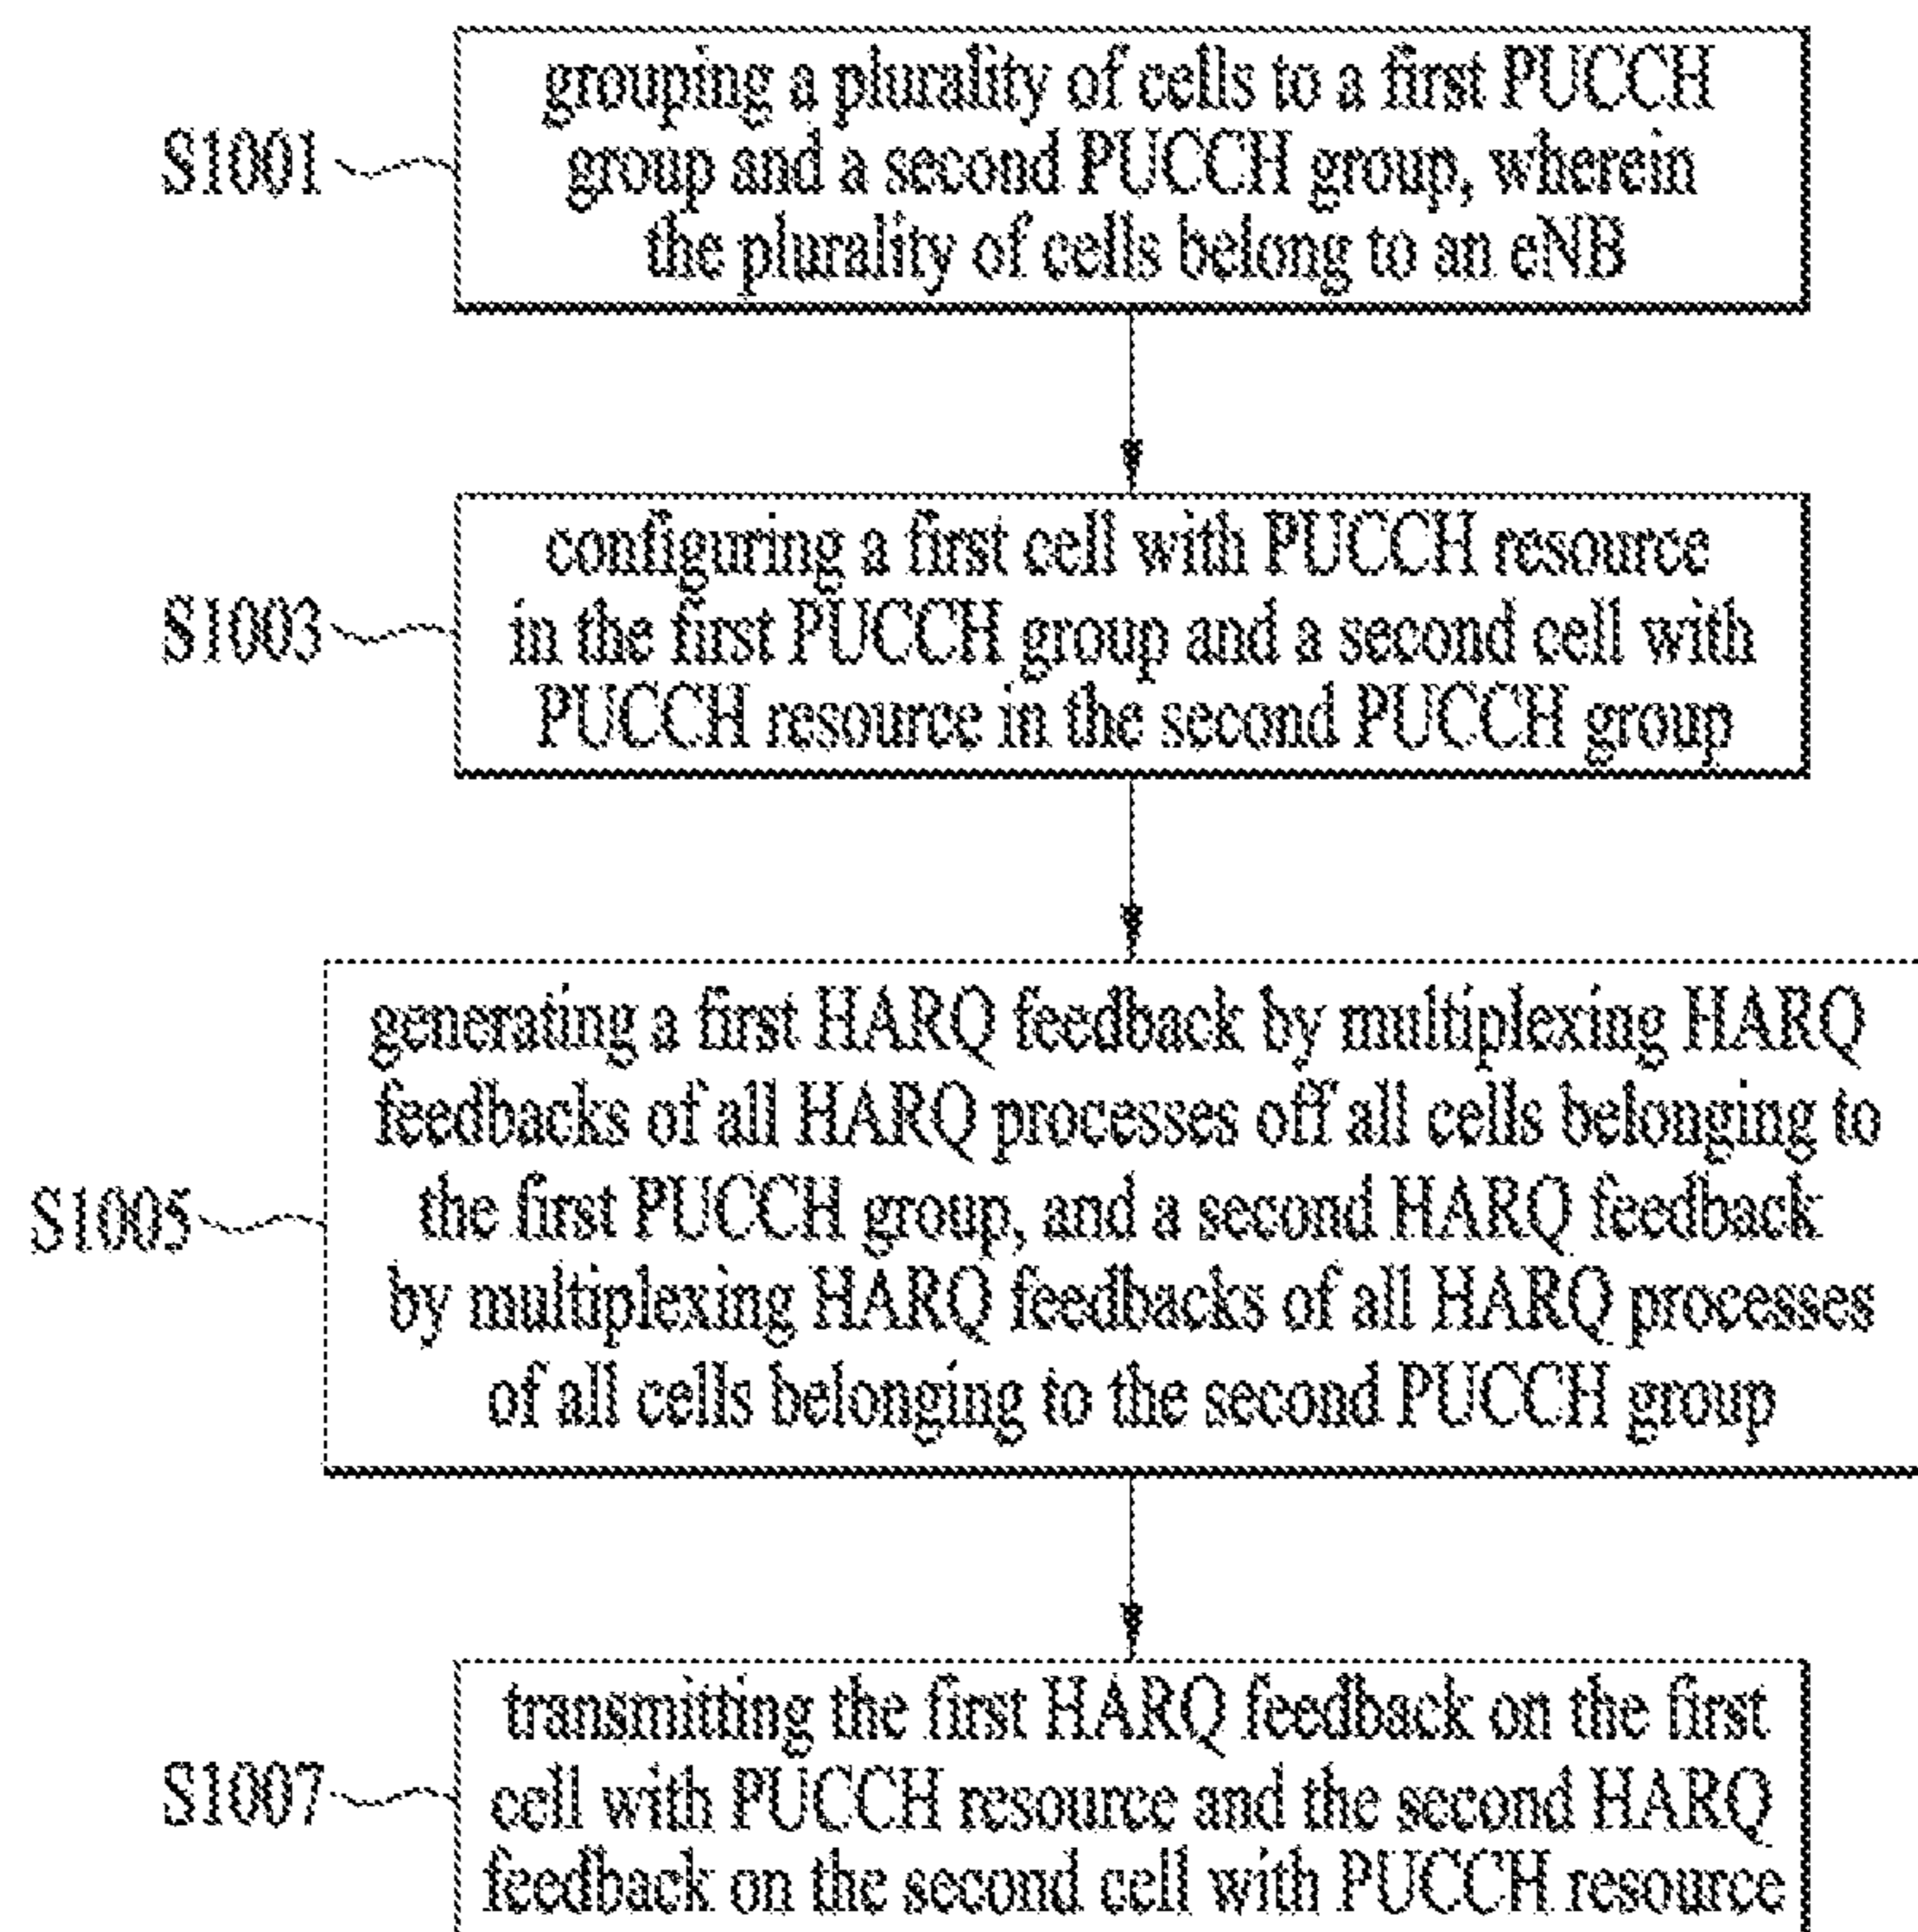 grouping a plurality of cells to a first PUCCH
S1001
group and a second PUCCH group, wherein
the plurality of cells belong to an eNB
configuring a first cell with PUCCH resource
S1003
in the first PUCCH group and a second cell with
PUCCH resource in the second PUCCH group
generating a first HARQ feedback by multiplexing HARQ
feedbacks of all HARQ processes off all cells belonging to
S1005
the first PUCCH group, and a second HARQ feedback
by multiplexing HARQ feedbacks of all HARQ processes
of all cells belonging to the second PUCCH group
transmitting the first HARQ feedback on the first
S1007
cell with PUCCH resource and the second HARQ
feedback on the second cell with PUCCH resource